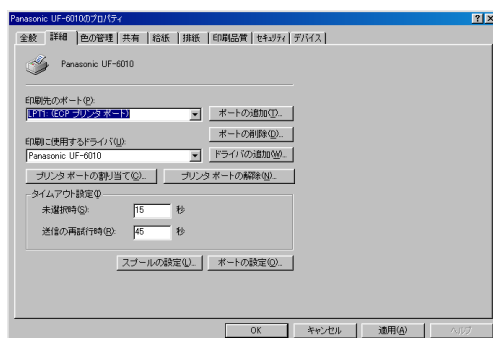 Panasonic UF-6010のプロパティ
全般 詳細 色の管理 共有 給紙 排紙 印刷品質 セキュリティ デバイス
Panasonic UF-6010
印刷先のポート(P):
LPT1: (ECP プリンタ ポート)
ポートの追加(T)...
ポートの削除(D)...
印刷に使用するドライバ(U):
Panasonic UF-6010
ドライバの追加(W)...
プリンタ ポートの割り当て(C)...
プリンタ ポートの解除(N)...
タイムアウト設定(I)
未選択時(S): 15 秒
送信の再試行時(R): 45 秒
スプールの設定(L)...
ポートの設定(O)...
OK キャンセル 適用(A) ヘルプ